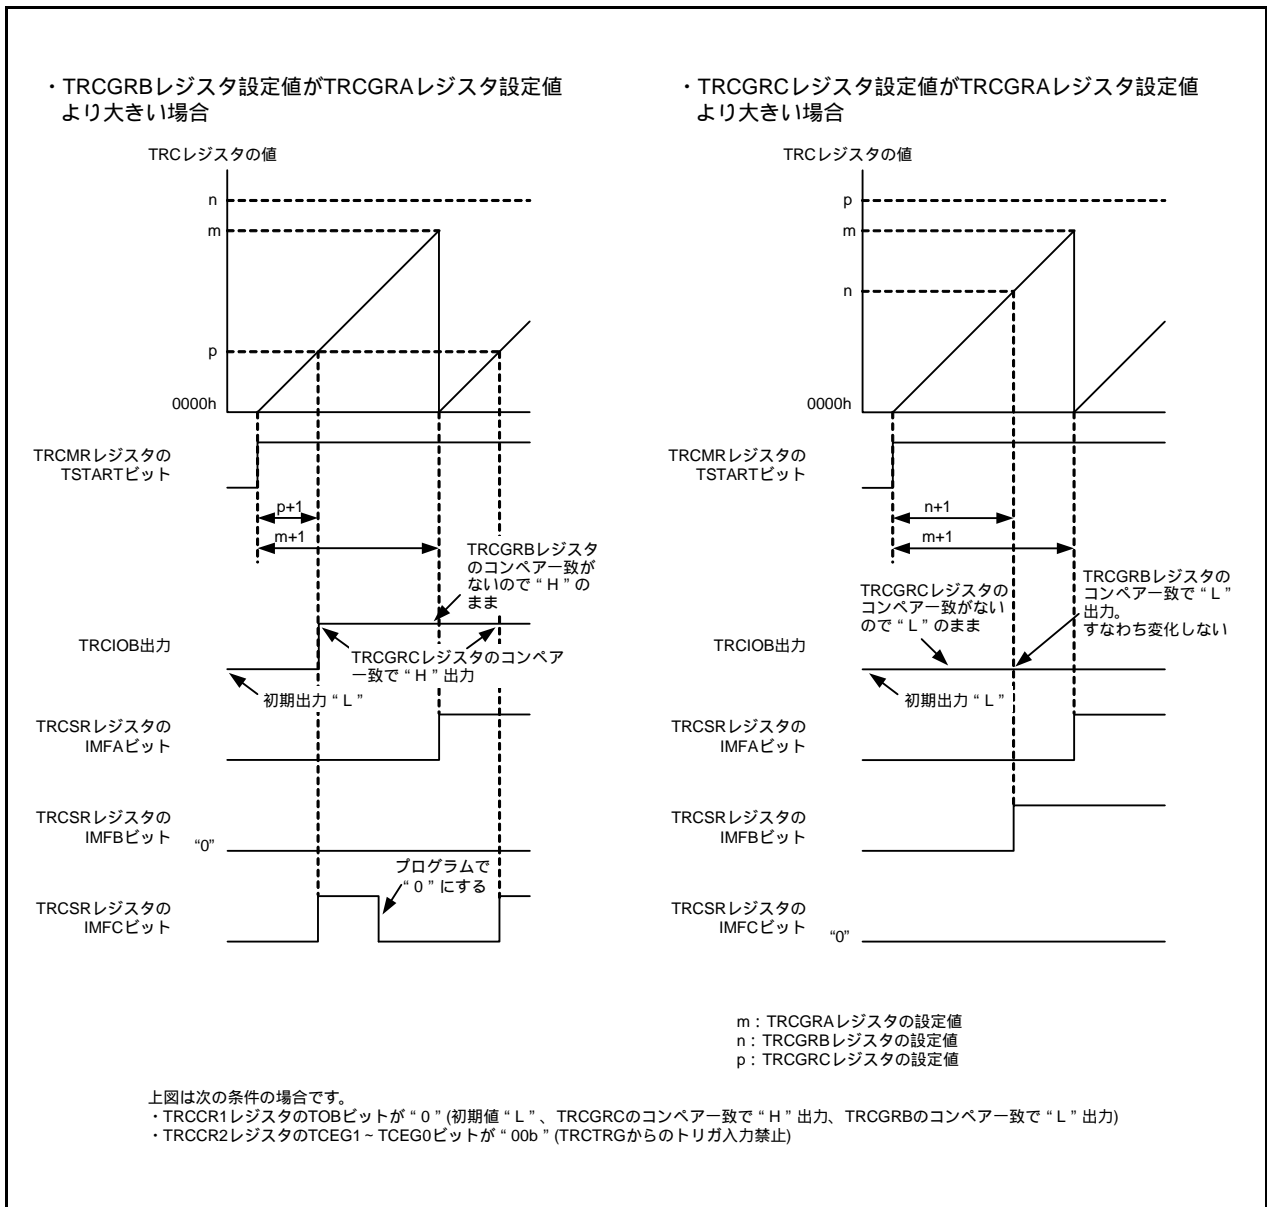 ・TRCGRBレジスタ設定値がTRCGRAレジスタ設定値
より大きい場合
TRCレジスタの値
n
m
p
0000h
TRCMRレジスタの
TSTARTビット
p+1
m+1
TRCGRBレジスタ
のコンペア一致が
ないので“H”の
まま
TRCIOB出力
TRCGRCレジスタのコンペア
一致で“H”出力
初期出力“L”
TRCSRレジスタの
IMFAビット
TRCSRレジスタの
IMFBビット
“0”
プログラムで
“0”にする
TRCSRレジスタの
IMFCビット
・TRCGRCレジスタ設定値がTRCGRAレジスタ設定値
より大きい場合
TRCレジスタの値
p
m
n
0000h
TRCMRレジスタの
TSTARTビット
n+1
m+1
TRCGRCレジスタの
コンペア一致がない
ので“L”のまま
TRCGRBレジスタの
コンペア一致で“L”
出力。
すなわち変化しない
TRCIOB出力
初期出力“L”
TRCSRレジスタの
IMFAビット
TRCSRレジスタの
IMFBビット
TRCSRレジスタの
IMFCビット
“0”
m：TRCGRAレジスタの設定値
n：TRCGRBレジスタの設定値
p：TRCGRCレジスタの設定値
上図は次の条件の場合です。
・TRCCR1レジスタのTOBビットが“0”(初期値“L”、TRCGRCのコンペア一致で“H”出力、TRCGRBのコンペア一致で“L”出力)
・TRCCR2レジスタのTCEG1～TCEG0ビットが“00b”(TRCTRGからのトリガ入力禁止)